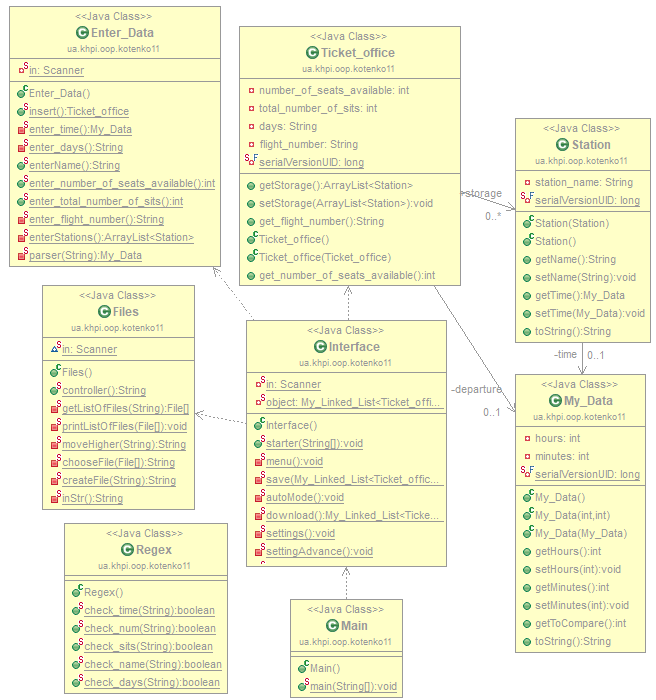 <<Java Class>>
Enter_Data
ua.khpi.oop.kotenko11
in: Scanner
Enter_Data()
insert():Ticket_office
enter_time():My_Data
enter_days():String
enterName():String
enter_number_of_seats_available():int
enter_total_number_of_sits():int
enter_flight_number():String
enterStations():ArrayList<Station>
parser(String):My_Data
<<Java Class>>
Ticket_office
ua.khpi.oop.kotenko11
number_of_seats_available: int
total_number_of_sits: int
days: String
flight_number: String
serialVersionUID: long
getStorage():ArrayList<Station>
setStorage(ArrayList<Station>):void
get_flight_number():String
Ticket_office()
Ticket_office(Ticket_office)
get_number_of_seats_available():int
-storage
0..*
<<Java Class>>
Station
ua.khpi.oop.kotenko11
station_name: String
serialVersionUID: long
Station(Station)
Station()
getName():String
setName(String):void
getTime():My_Data
setTime(My_Data):void
toString():String
-time
0..1
<<Java Class>>
Files
ua.khpi.oop.kotenko11
in: Scanner
Files()
controller():String
getListOfFiles(String):File[]
printListOfFiles(File[]):void
moveHigher(String):String
chooseFile(File[]):String
createFile(String):String
inStr():String
<<Java Class>>
Interface
ua.khpi.oop.kotenko11
in: Scanner
object: My_Linked_List<Ticket_offi...
Interface()
starter(String[]):void
menu():void
save(My_Linked_List<Ticket_offic...
autoMode():void
download():My_Linked_List<Ticke...
settings():void
settingAdvance():void
-departure
0..1
<<Java Class>>
My_Data
ua.khpi.oop.kotenko11
hours: int
minutes: int
serialVersionUID: long
My_Data()
My_Data(int,int)
My_Data(My_Data)
getHours():int
setHours(int):void
getMinutes():int
setMinutes(int):void
getToCompare():int
toString():String
<<Java Class>>
Regex
ua.khpi.oop.kotenko11
Regex()
check_time(String):boolean
check_num(String):boolean
check_sits(String):boolean
check_name(String):boolean
check_days(String):boolean
<<Java Class>>
Main
ua.khpi.oop.kotenko11
Main()
main(String[]):void